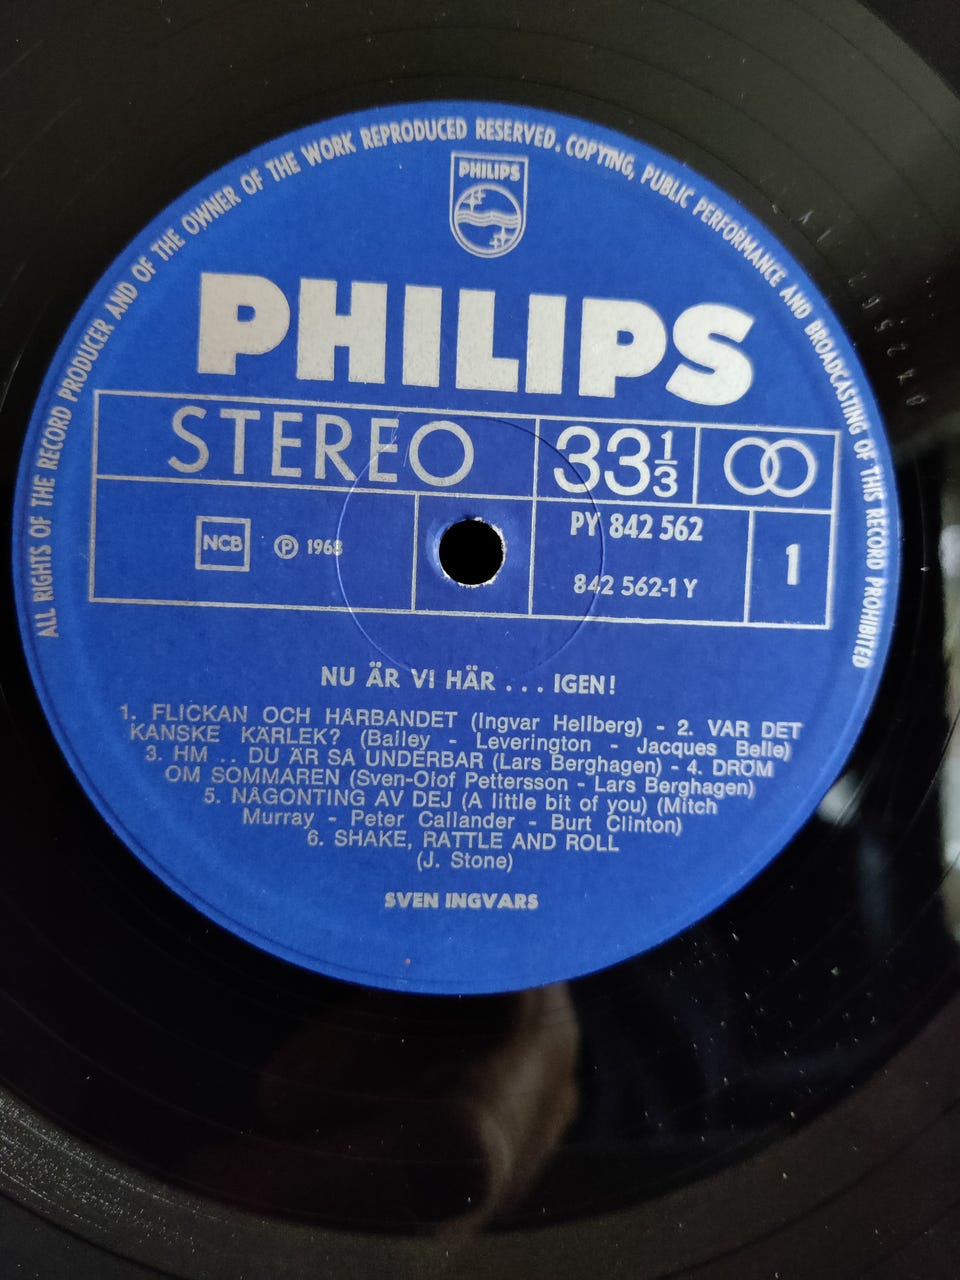 ALL RIGHTS OF THE RECORD PRODUCER AND OF THE OWNER OF THE WORK REPRODUCED RESERVED. COPYING, PUBLIC PERFORMANCE AND BROADCASTING OF THIS RECORD PROHIBITED
PHILIPS
PHILIPS
STEREO 33⅓
NCB Ⓟ 1968 PY 842 562 1
842 562-1 Y
NU ÄR VI HÄR . . . IGEN!
1. FLICKAN OCH HÅRBANDET (Ingvar Hellberg) - 2. VAR DET
KANSKE KÄRLEK? (Bailey - Leverington - Jacques Belle)
3. HM . . DU ÄR SÅ UNDERBAR (Lars Berghagen) - 4. DRÖM
OM SOMMAREN (Sven-Olof Pettersson - Lars Berghagen)
5. NÅGONTING AV DEJ (A little bit of you) (Mitch
Murray - Peter Callander - Burt Clinton)
6. SHAKE, RATTLE AND ROLL
(J. Stone)
SVEN INGVARS